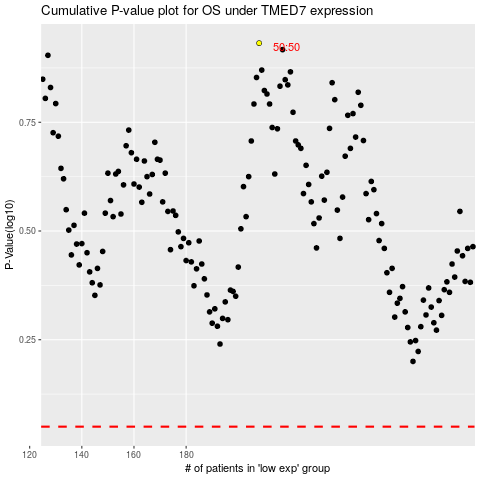 Cumulative P-value plot for OS under TMED7 expression
50:50
0.75
0.50
0.25
P-Value(log10)
120 140 160 180
# of patients in 'low exp' group